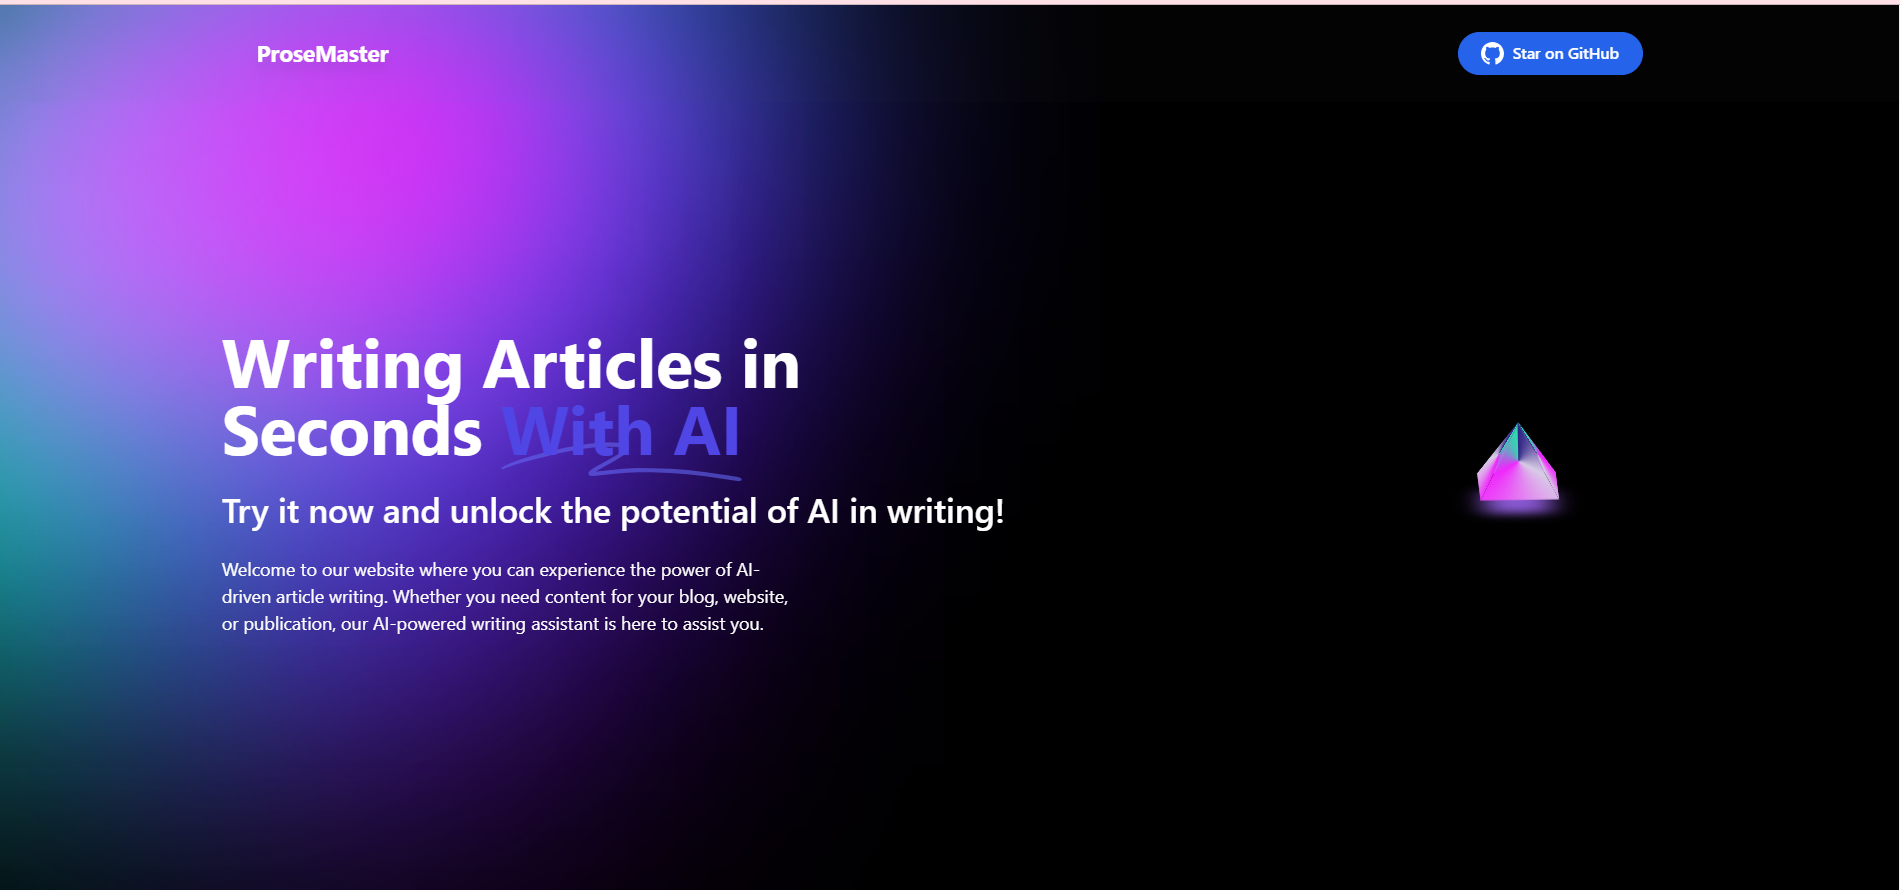 ProseMaster
Star on GitHub
Writing Articles in
Seconds With AI
Try it now and unlock the potential of AI in writing!
Welcome to our website where you can experience the power of AI-
driven article writing. Whether you need content for your blog, website,
or publication, our AI-powered writing assistant is here to assist you.